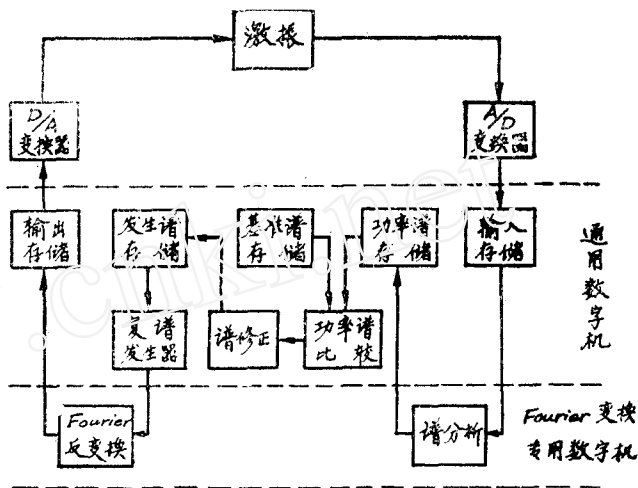 激振
D/A
变换器
A/D
变换器
输出
存储
发生谱
存储
基准谱
存储
功率谱
存储
输入
存储
通用数字机
复谱
发生器
谱修正
功率谱
比较
Fourier
反变换
谱分析
Fourier 变换
专用数字机
.cnki.net